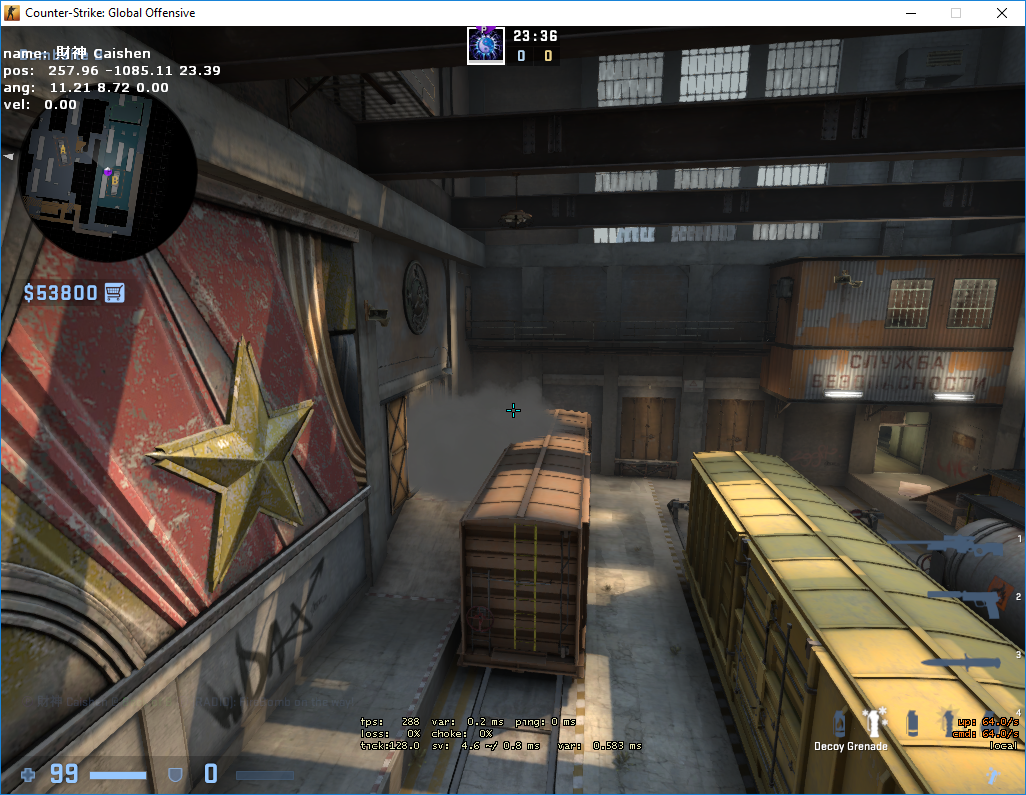 Counter-Strike: Global Offensive
23:36
0 0
name: 財神 Caishen
pos: 257.96 -1085.11 23.39
ang: 11.21 8.72 0.00
vel: 0.00
A
B
$53800
СЛУЖБА
1
2
3
4
fps: 288 var: 0.2 ms ping: 0 ms
loss: 0% choke: 0%
tick:128.0 sv: 4.6 ~/ 0.8 ms var: 0.583 ms
up: 64.0/s
cmd: 64.0/s
local
Decoy Grenade
99 0